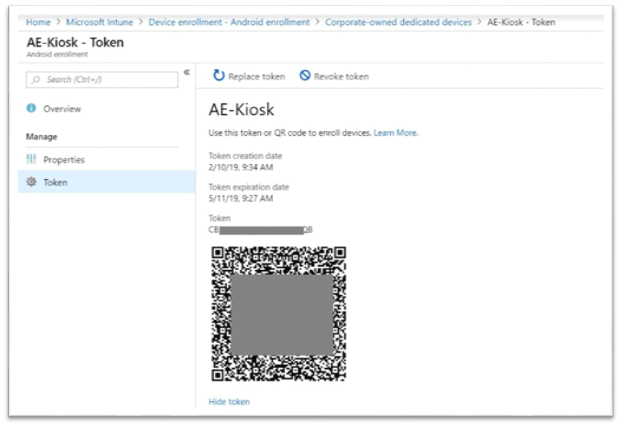 Home > Microsoft Intune > Device enrollment - Android enrollment > Corporate-owned dedicated devices > AE-Kiosk - Token
AE-Kiosk - Token
Android enrollment
Search (Ctrl+/)
«
Replace token
Revoke token
Overview
Manage
Properties
Token
AE-Kiosk
Use this token or QR code to enroll devices. Learn More.
Token creation date
2/10/19, 9:34 AM
Token expiration date
5/11/19, 9:27 AM
Token
CB QB
Hide token